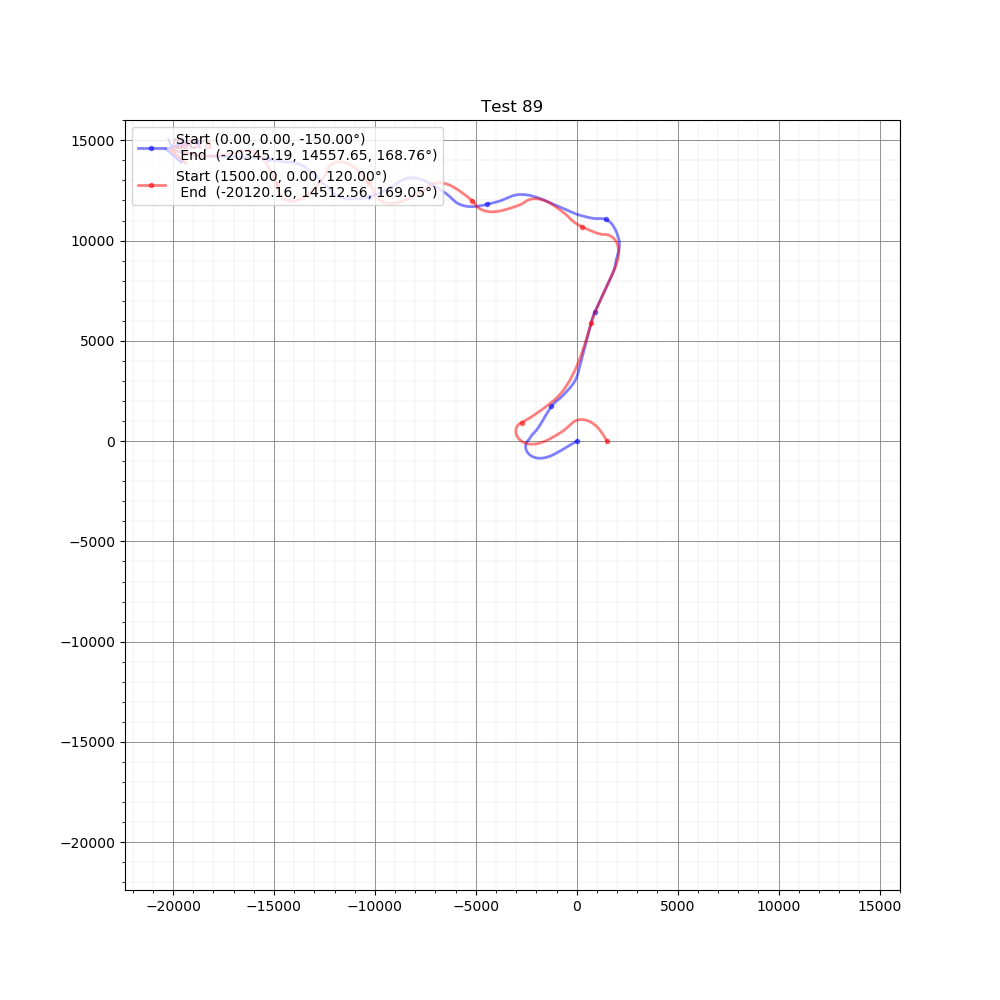 Test 89
Start (0.00, 0.00, -150.00°)
End (-20345.19, 14557.65, 168.76°)
Start (1500.00, 0.00, 120.00°)
End (-20120.16, 14512.56, 169.05°)
15000
10000
5000
0
−5000
−10000
−15000
−20000
−20000 −15000 −10000 −5000 0 5000 10000 15000